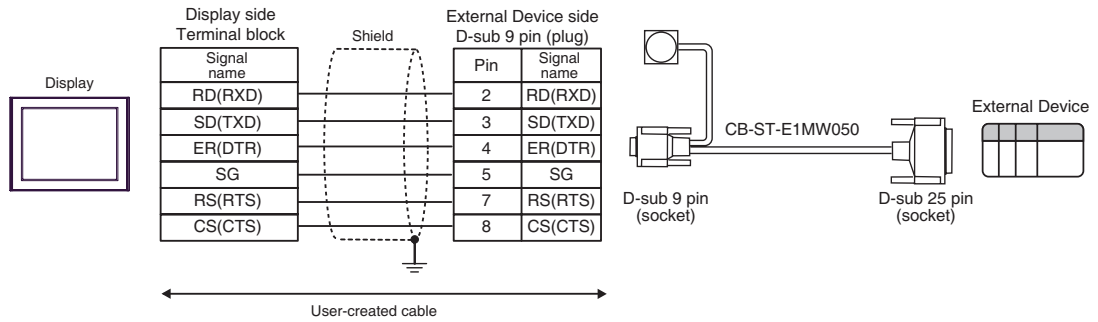 Display
Display side
Terminal block
Shield
External Device side
D-sub 9 pin (plug)
Signal name
Pin
Signal name
RD(RXD)
2
RD(RXD)
SD(TXD)
3
SD(TXD)
ER(DTR)
4
ER(DTR)
SG
5
SG
RS(RTS)
7
RS(RTS)
CS(CTS)
8
CS(CTS)
User-created cable
CB-ST-E1MW050
D-sub 9 pin
(socket)
D-sub 25 pin
(socket)
External Device